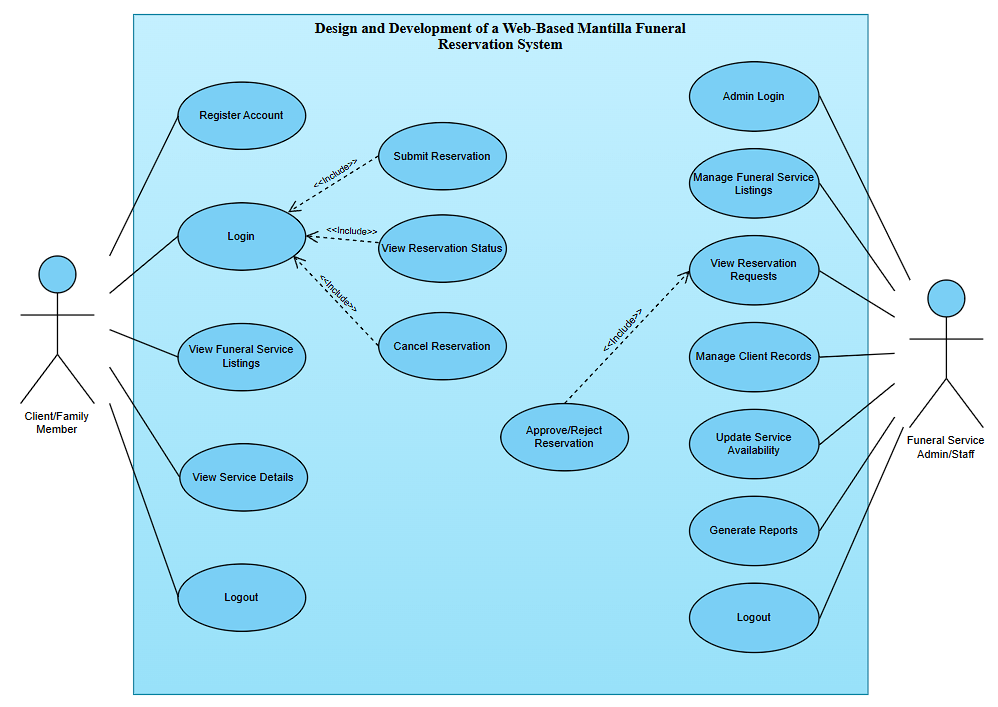 Design and Development of a Web-Based Mantilla Funeral
Reservation System
Register Account
Submit Reservation
<<Include>>
Login
<<Include>>
View Reservation Status
<<Include>>
Cancel Reservation
View Funeral Service
Listings
Client/Family
Member
View Service Details
Logout
Approve/Reject
Reservation
<<Include>>
Admin Login
Manage Funeral Service
Listings
View Reservation
Requests
Manage Client Records
Update Service
Availability
Generate Reports
Logout
Funeral Service
Admin/Staff